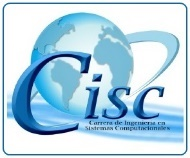 Cisc
Carrera de Ingeniería en
Sistemas Computacionales